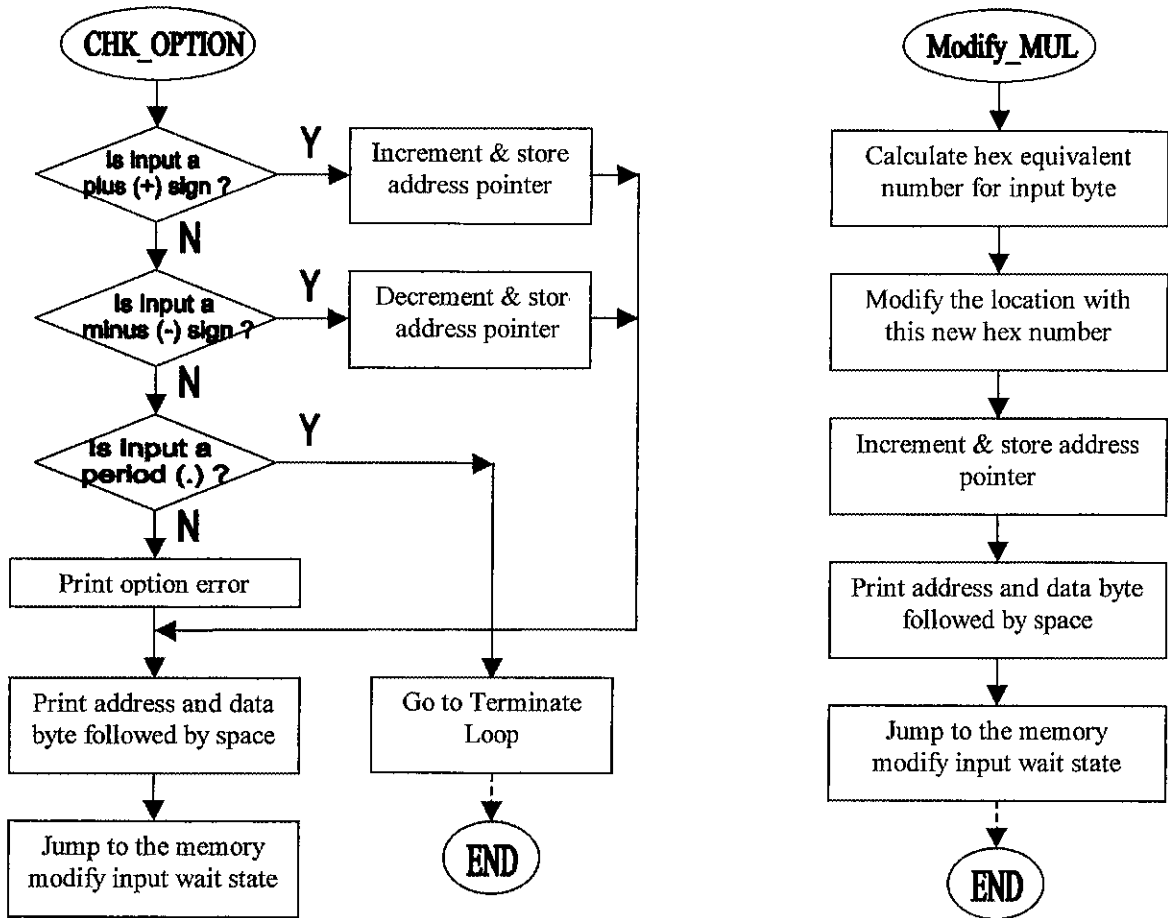 CHK_OPTION
Is input a
plus (+) sign ?
Y
Increment & store
address pointer
N
Is input a
minus (-) sign ?
Y
Decrement & stor
address pointer
N
Is input a
period (.) ?
Y
N
Print option error
Print address and data
byte followed by space
Go to Terminate
Loop
Jump to the memory
modify input wait state
END
Modify_MUL
Calculate hex equivalent
number for input byte
Modify the location with
this new hex number
Increment & store address
pointer
Print address and data byte
followed by space
Jump to the memory
modify input wait state
END